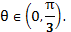 θ ∈ (0, π/3).